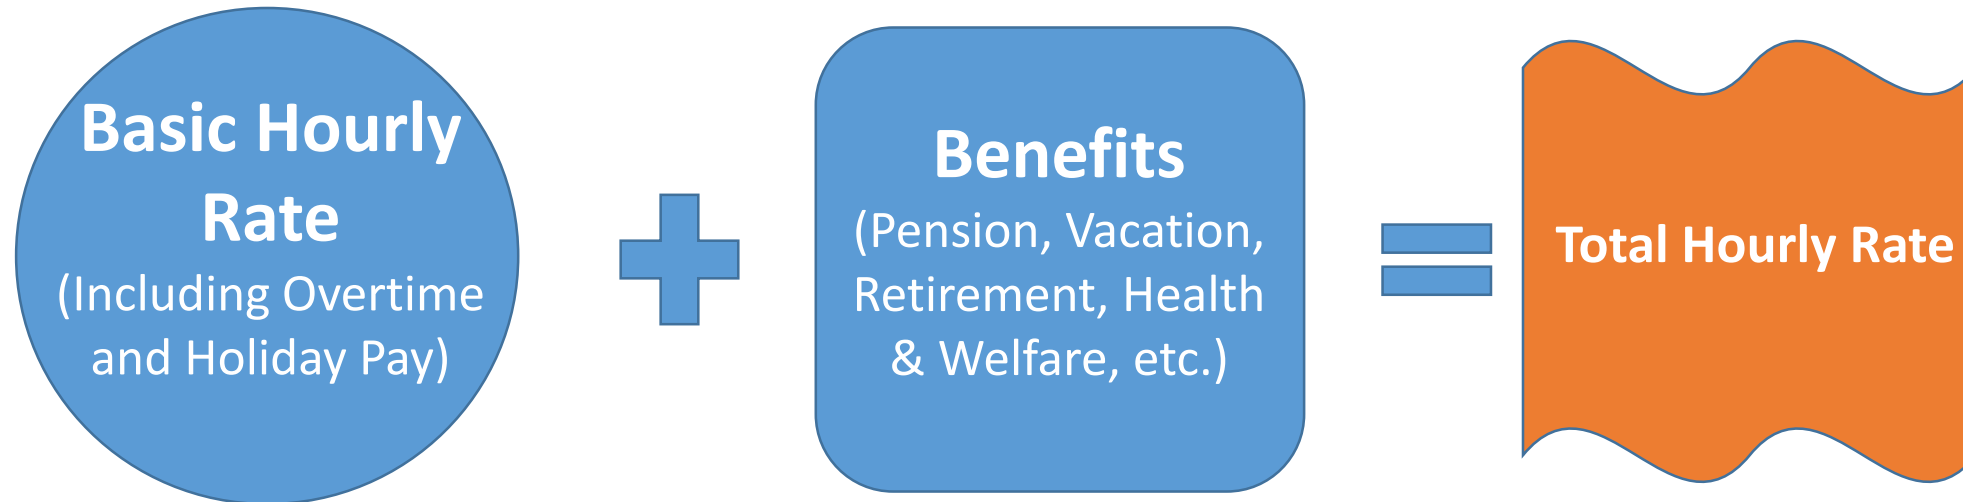 Basic Hourly
Rate
(Including Overtime
and Holiday Pay)
Benefits
(Pension, Vacation,
Retirement, Health
& Welfare, etc.)
Total Hourly Rate